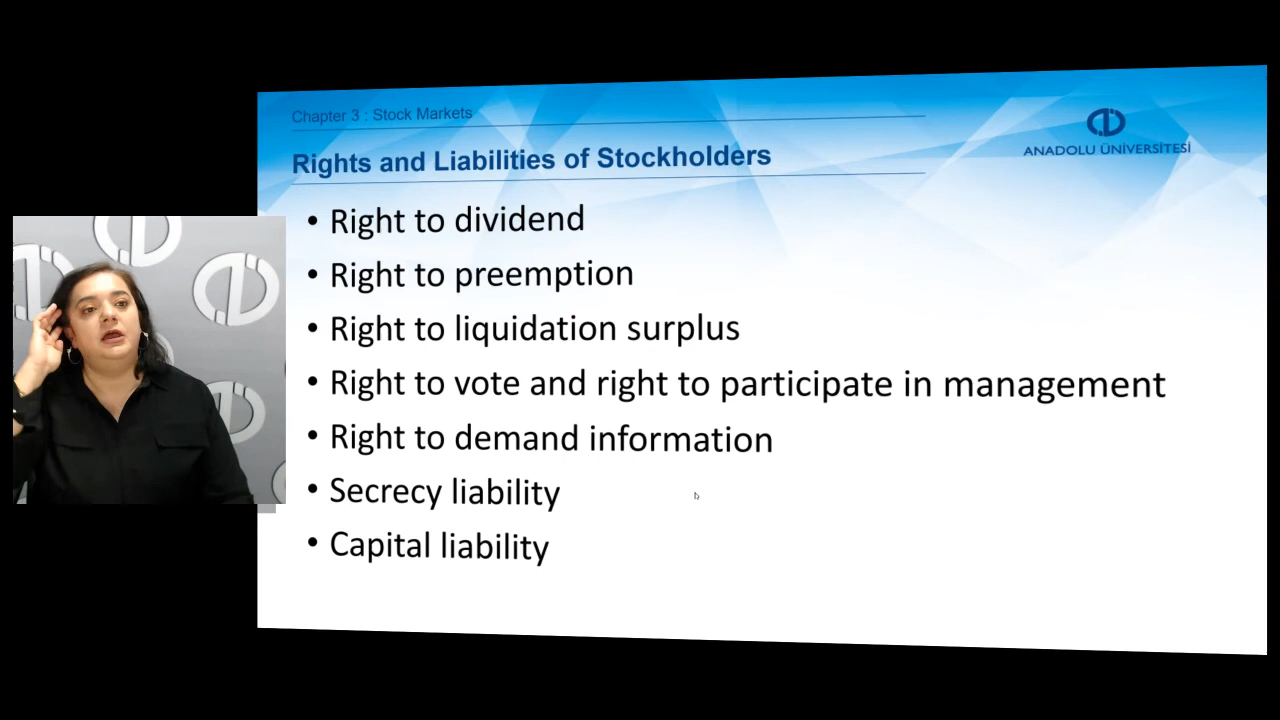 Chapter 3 : Stock Markets
Rights and Liabilities of Stockholders
ANADOLU ÜNİVERSİTESİ
• Right to dividend
• Right to preemption
• Right to liquidation surplus
• Right to vote and right to participate in management
• Right to demand information
• Secrecy liability
• Capital liability